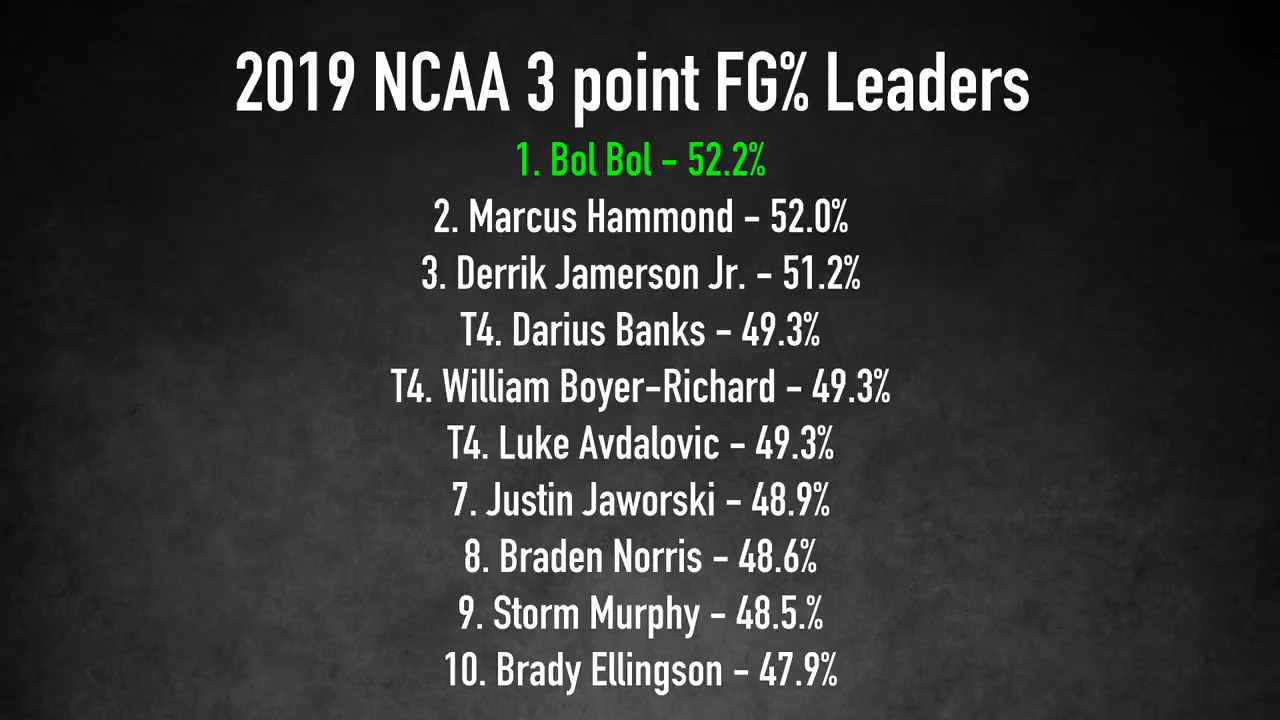 2019 NCAA 3 point FG% Leaders
1. Bol Bol - 52.2%
2. Marcus Hammond - 52.0%
3. Derrik Jamerson Jr. - 51.2%
T4. Darius Banks - 49.3%
T4. William Boyer-Richard - 49.3%
T4. Luke Avdalovic - 49.3%
7. Justin Jaworski - 48.9%
8. Braden Norris - 48.6%
9. Storm Murphy - 48.5.%
10. Brady Ellingson - 47.9%